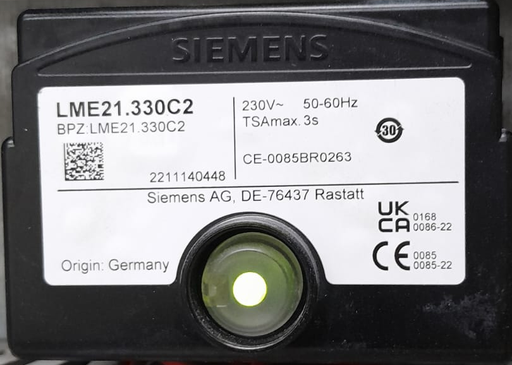 SIEMENS
LME21.330C2
BPZ:LME21.330C2
2211140448
230V~ 50-60Hz
TSAmax. 3s
CE-0085BR0263
30
Siemens AG, DE-76437 Rastatt
UK
CA
0168
0086-22
Origin: Germany
CE
0085
0085-22